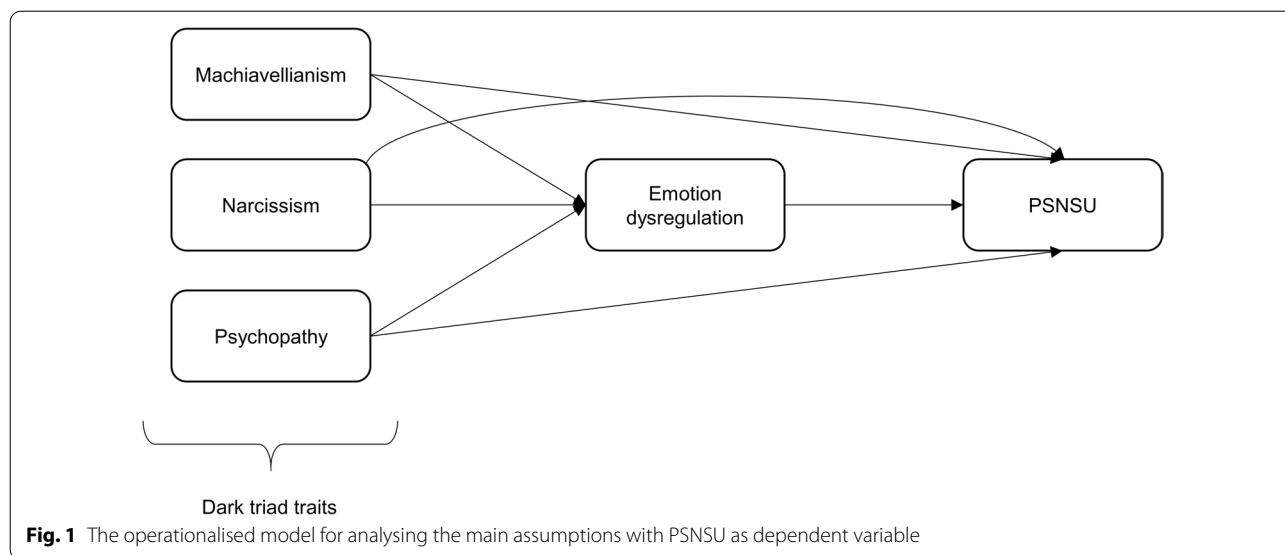 Machiavellianism
Narcissism
Emotion
dysregulation
PSNSU
Psychopathy
Dark triad traits
Fig. 1 The operationalised model for analysing the main assumptions with PSNSU as dependent variable